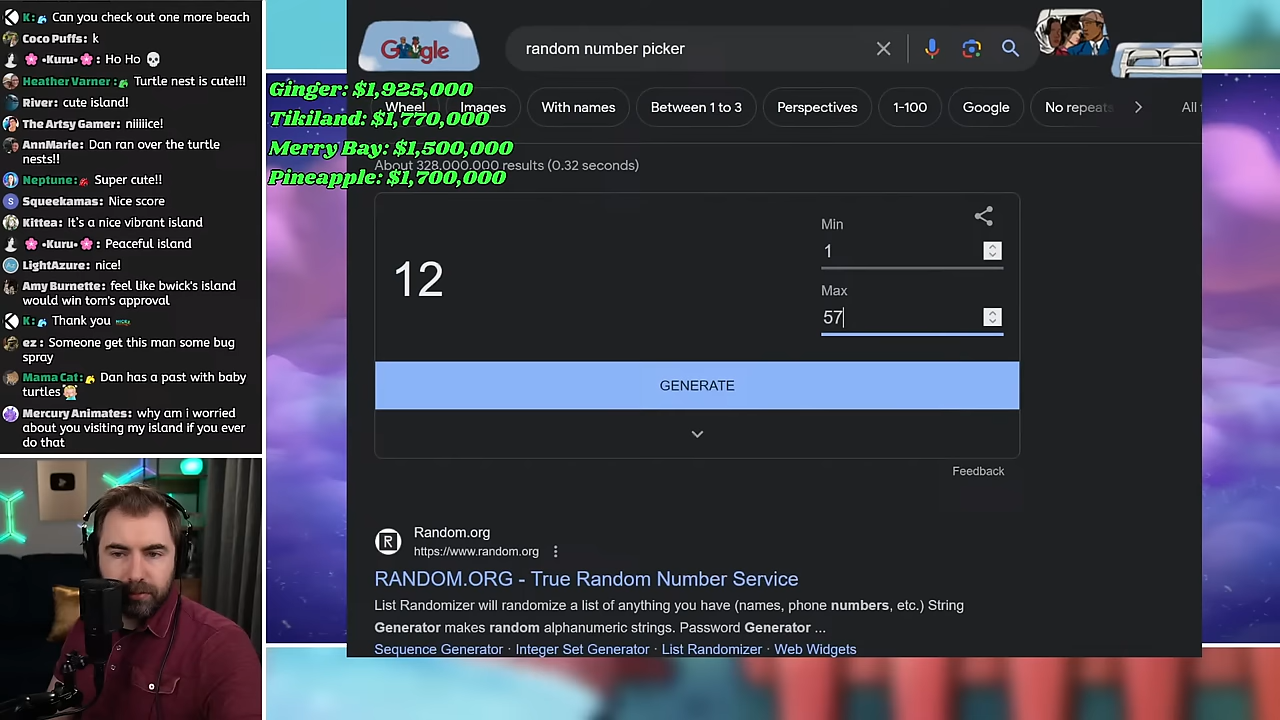 K: Can you check out one more beach
Coco Puffs: k
•Kuru•: Ho Ho
Heather Varner: Turtle nest is cute!!!
River: cute island!
The Artsy Gamer: niiiiice!
AnnMarie: Dan ran over the turtle
nests!!
Neptune: Super cute!!
Squeekamas: Nice score
Kittea: It's a nice vibrant island
•Kuru•: Peaceful island
LightAzure: nice!
Amy Burnette: feel like bwick's island
would win tom's approval
K: Thank you
ez: Someone get this man some bug
spray
Mama Cat: Dan has a past with baby
turtles
Mercury Animates: why am i worried
about you visiting my island if you ever
do that
Google
random number picker
Ginger: $1,925,000
Tikiland: $1,770,000
Merry Bay: $1,500,000
Pineapple: $1,700,000
Wheel
Images
With names
Between 1 to 3
Perspectives
1-100
Google
No repeats
All
About 328,000,000 results (0.32 seconds)
12
Min
1
Max
57
GENERATE
Feedback
R
Random.org
https://www.random.org
RANDOM.ORG - True Random Number Service
List Randomizer will randomize a list of anything you have (names, phone numbers, etc.) String
Generator makes random alphanumeric strings. Password Generator ...
Sequence Generator · Integer Set Generator · List Randomizer · Web Widgets